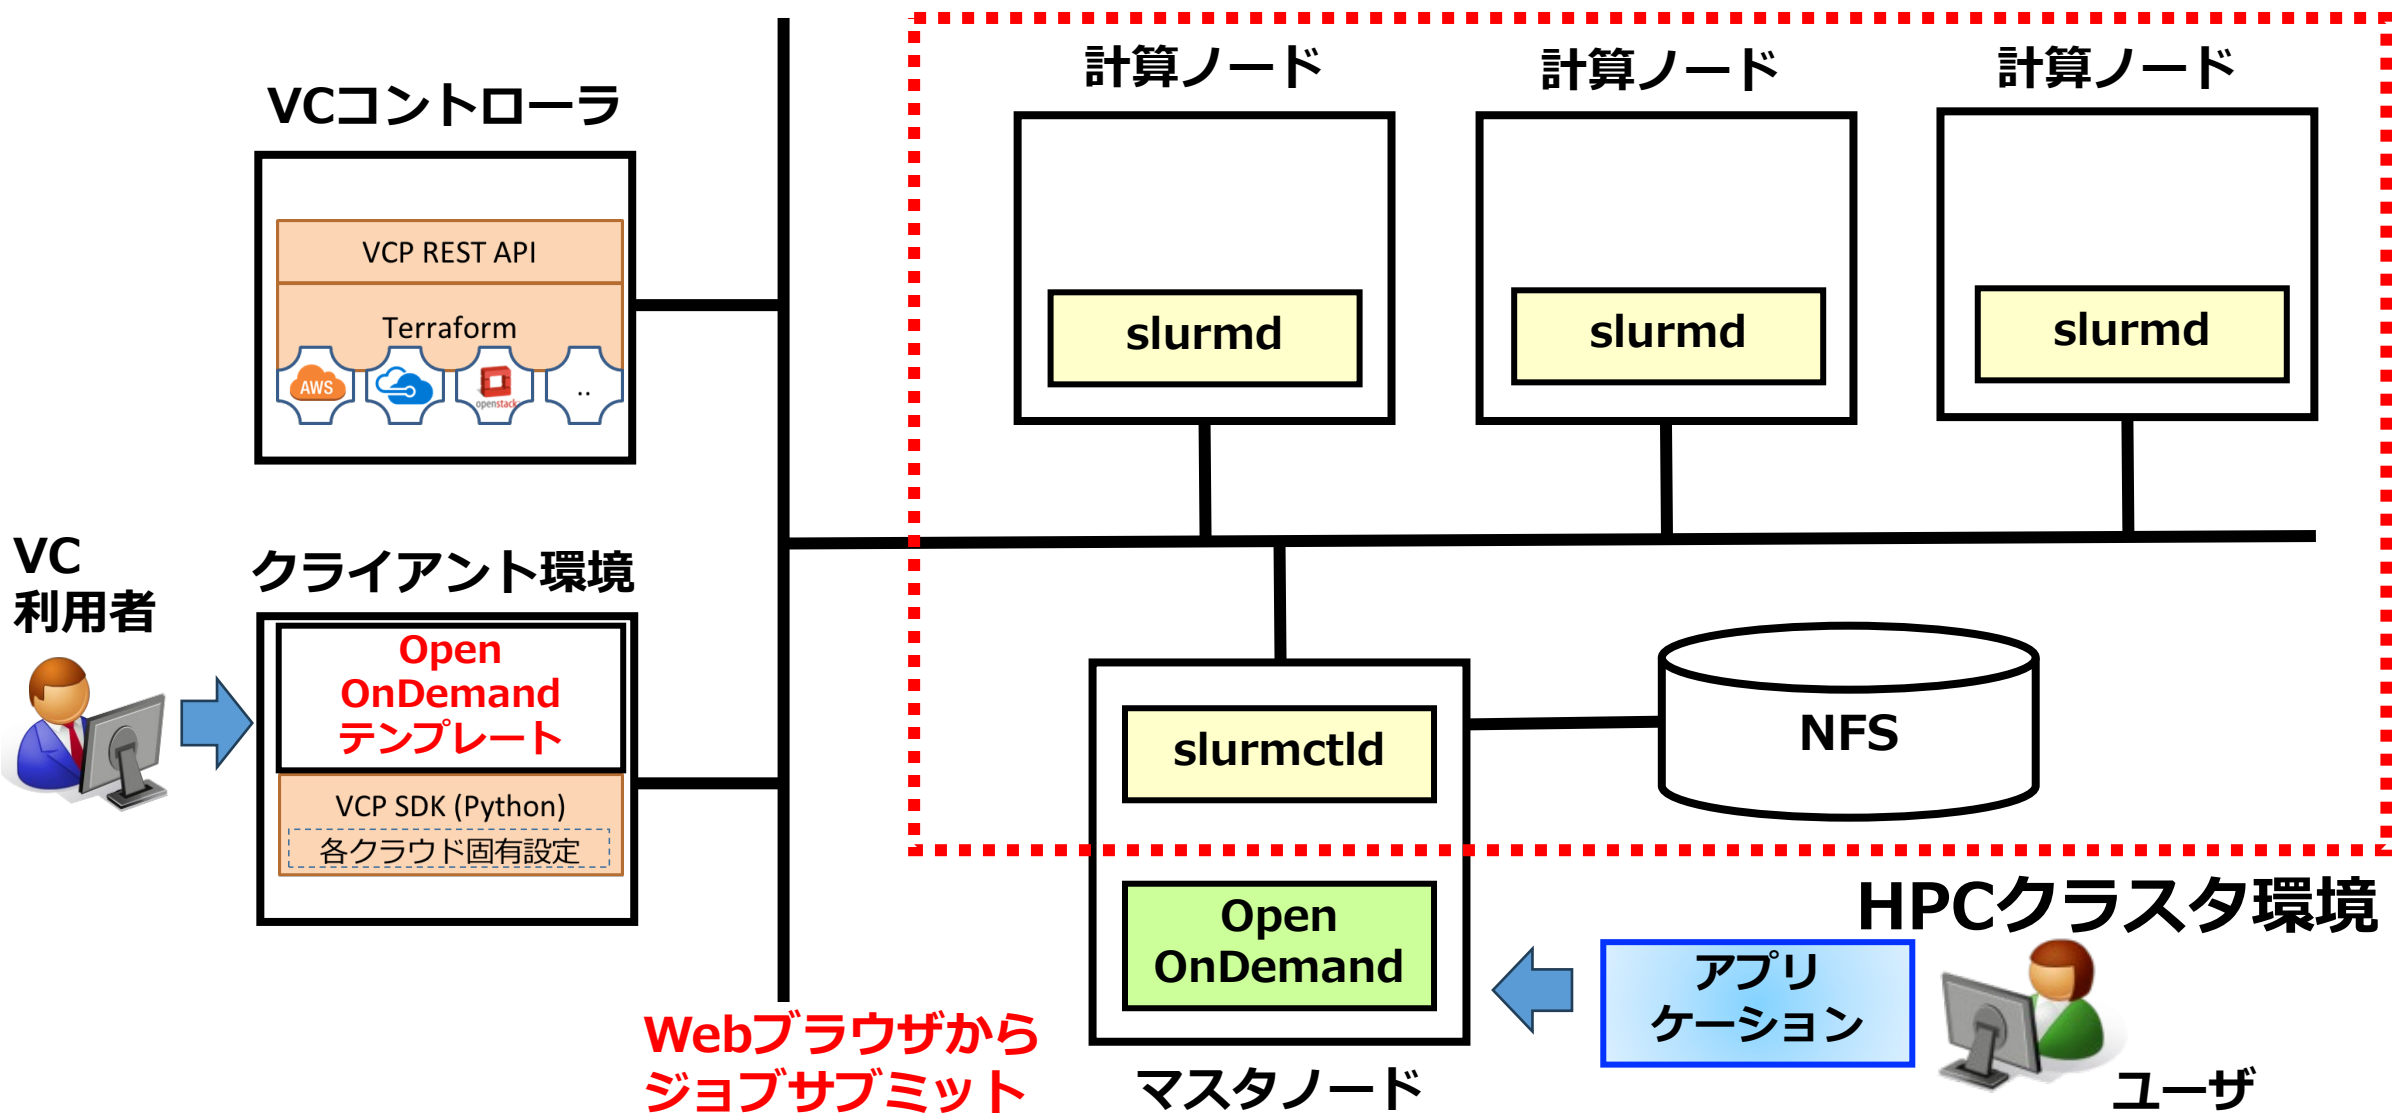 計算ノード
計算ノード
計算ノード
VCコントローラ
VCP REST API
Terraform
AWS
openstack
..
slurmd
slurmd
slurmd
VC
利用者
クライアント環境
Open
OnDemand
テンプレート
VCP SDK (Python)
各クラウド固有設定
slurmctld
NFS
Open
OnDemand
HPCクラスタ環境
アプリ
ケーション
Webブラウザから
ジョブサブミット
マスタノード
ユーザ